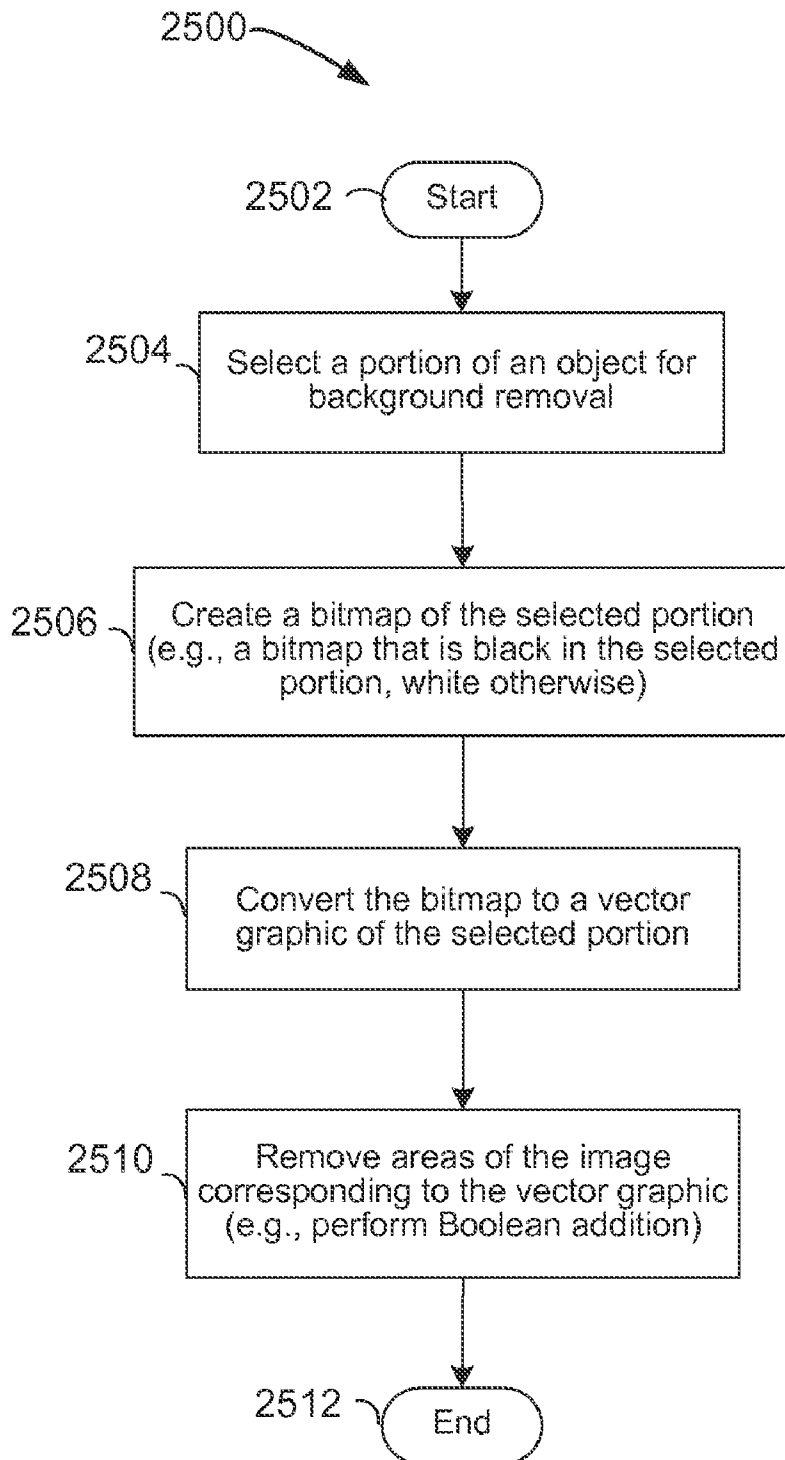 2500
2502
Start
2504
Select a portion of an object for
background removal
2506
Create a bitmap of the selected portion
(e.g., a bitmap that is black in the selected
portion, white otherwise)
2508
Convert the bitmap to a vector
graphic of the selected portion
2510
Remove areas of the image
corresponding to the vector graphic
(e.g., perform Boolean addition)
2512
End